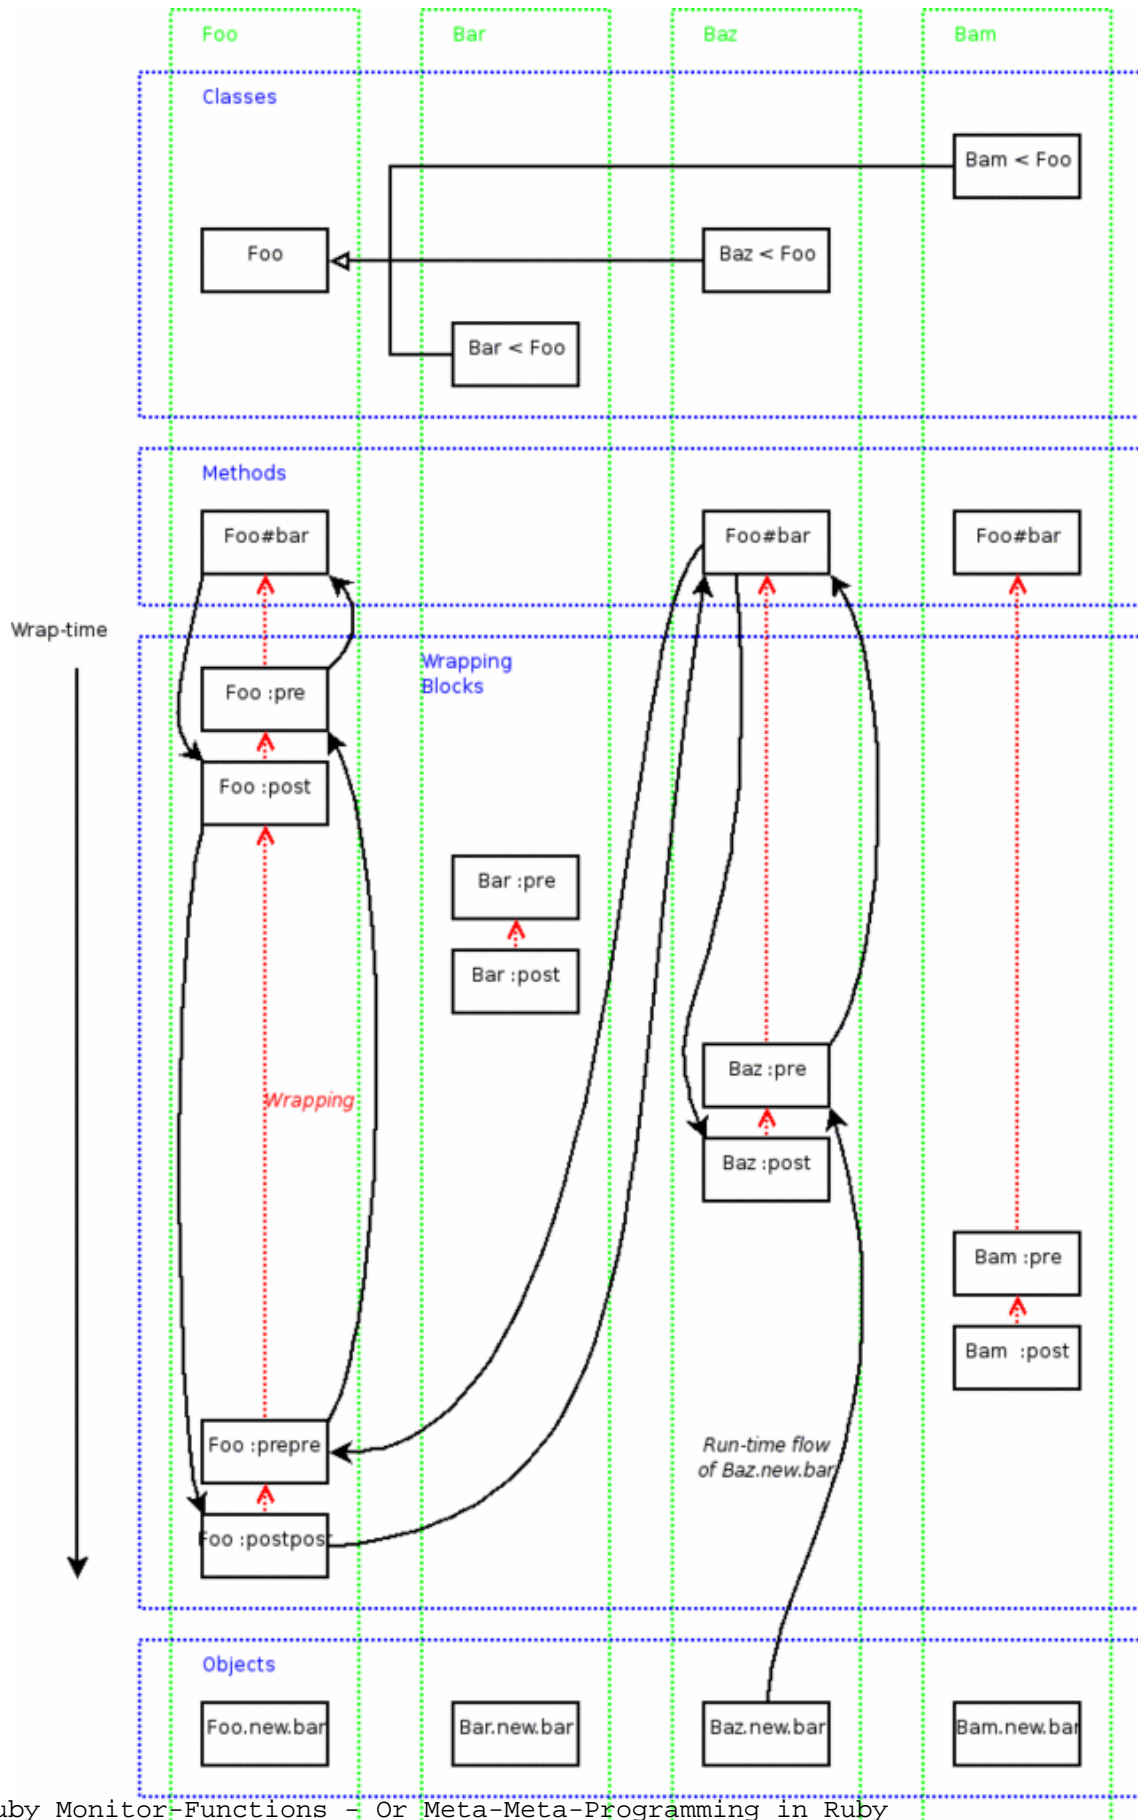 Foo Bar Baz Bam
Classes
Bam < Foo
Foo Baz < Foo
Bar < Foo
Methods
Foo#bar Foo#bar Foo#bar
Wrap-time
Wrapping
Blocks
Foo :pre
Foo :post
Bar :pre
Bar :post
Baz :pre
Wrapping
Baz :post
Bam :pre
Bam :post
Foo :prepre
Run-time flow
of Baz.new.bar
Foo :postpost
Objects
Foo.new.bar Bar.new.bar Baz.new.bar Bam.new.bar
uby Monitor-Functions - Or Meta-Meta-Programming in Ruby